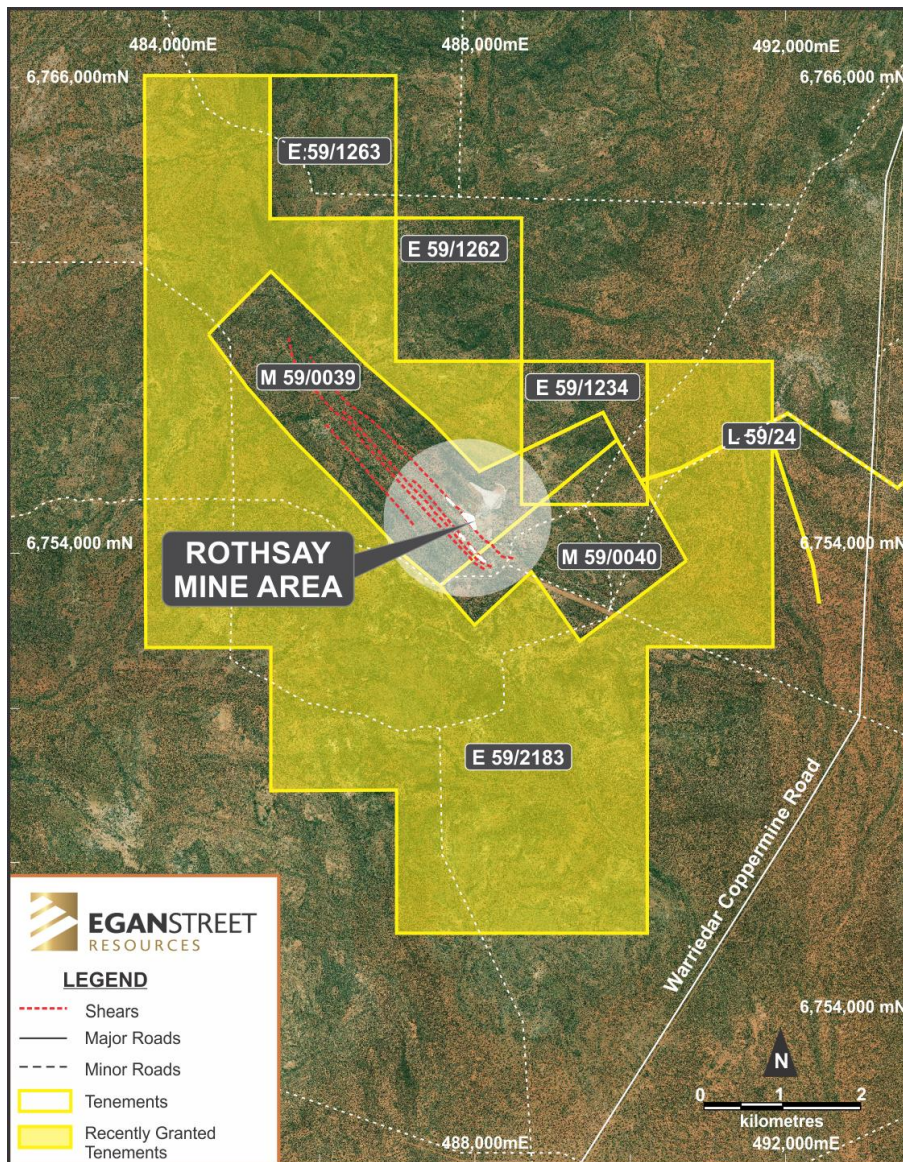 484,000mE
488,000mE
492,000mE
6,766,000mN
6,766,000 mN
E 59/1263
E 59/1262
M 59/0039
E 59/1234
L 59/24
ROTHSAY
MINE AREA
6,754,000 mN
6,754,000 mN
M 59/0040
E 59/2183
Warriedar Coppermine Road
EGANSTREET
RESOURCES
LEGEND
Shears
Major Roads
Minor Roads
Tenements
Recently Granted
Tenements
6,754,000 mN
N
0 1 2
kilometres
488,000mE
492,000mE